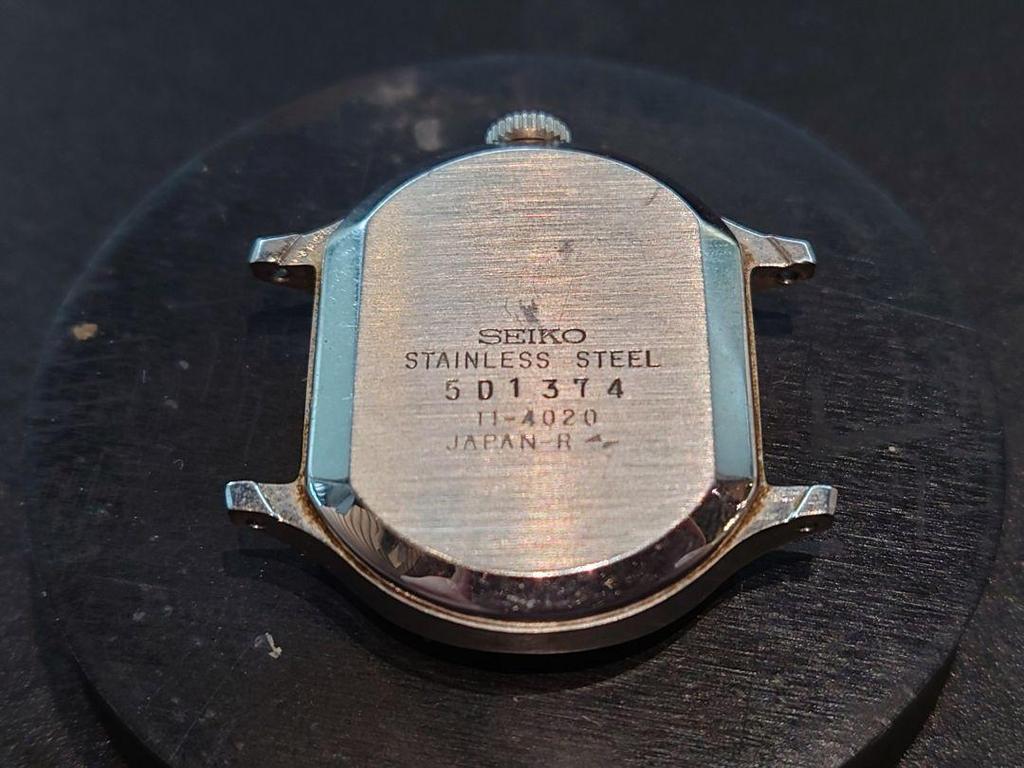 SEIKO
STAINLESS STEEL
5D1374
11-4020
JAPAN-R